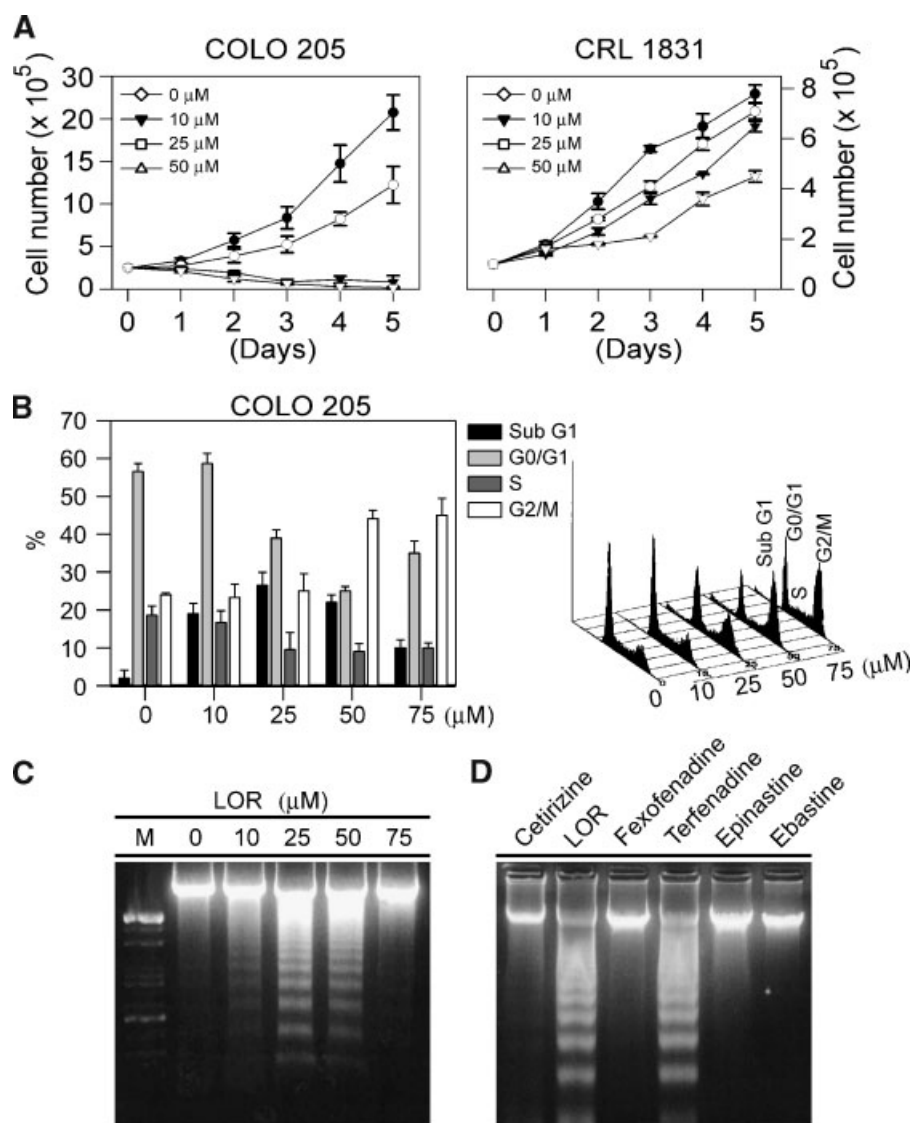 A
COLO 205
CRL 1831
Cell number (x 10⁵)
30
25
20
15
10
5
0
0 μM
10 μM
25 μM
50 μM
0 1 2 3 4 5
(Days)
0 μM
10 μM
25 μM
50 μM
0 1 2 3 4 5
(Days)
8
6
4
2
0
Cell number (x 10⁵)
B
COLO 205
%
70
60
50
40
30
20
10
0
0 10 25 50 75 (μM)
Sub G1
G0/G1
S
G2/M
Sub G1
G0/G1
S
G2/M
0 10 25 50 75 (μM)
C
LOR (μM)
M 0 10 25 50 75
D
Cetirizine
LOR
Fexofenadine
Terfenadine
Epinastine
Ebastine